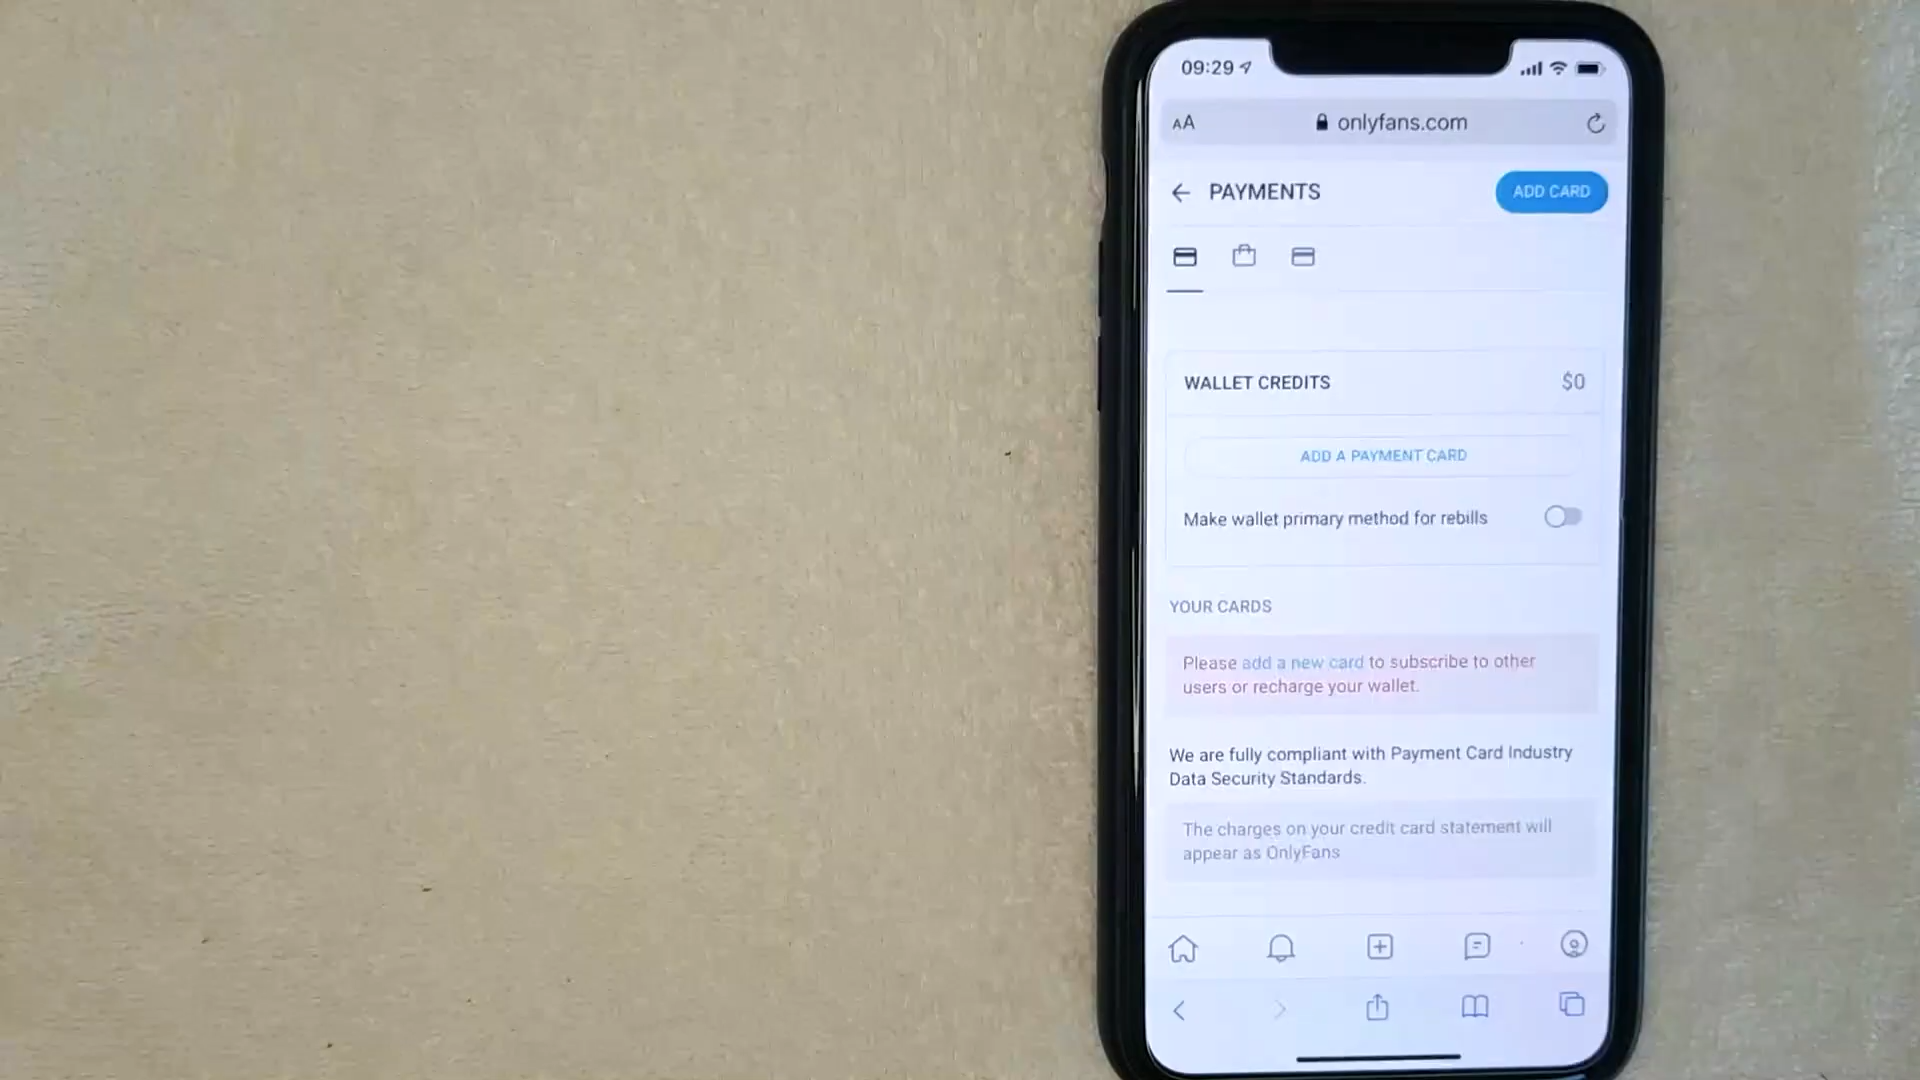 09:29
AA
onlyfans.com
PAYMENTS
ADD CARD
WALLET CREDITS
$0
ADD A PAYMENT CARD
Make wallet primary method for rebills
YOUR CARDS
Please add a new card to subscribe to other
users or recharge your wallet.
We are fully compliant with Payment Card Industry
Data Security Standards.
The charges on your credit card statement will
appear as OnlyFans